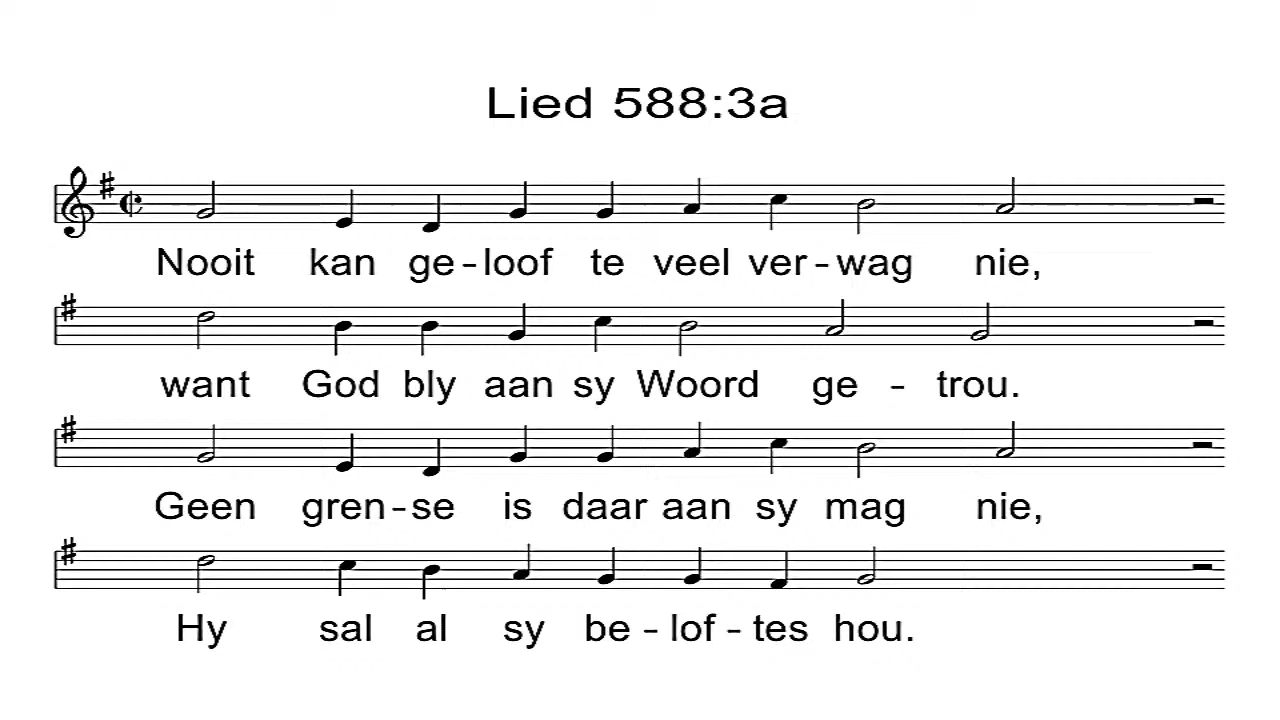 Lied 588:3a
Nooit kan ge-loof te veel ver-wag nie,
want God bly aan sy Woord ge-trou.
Geen gren-se is daar aan sy mag nie,
Hy sal al sy be-lof-tes hou.